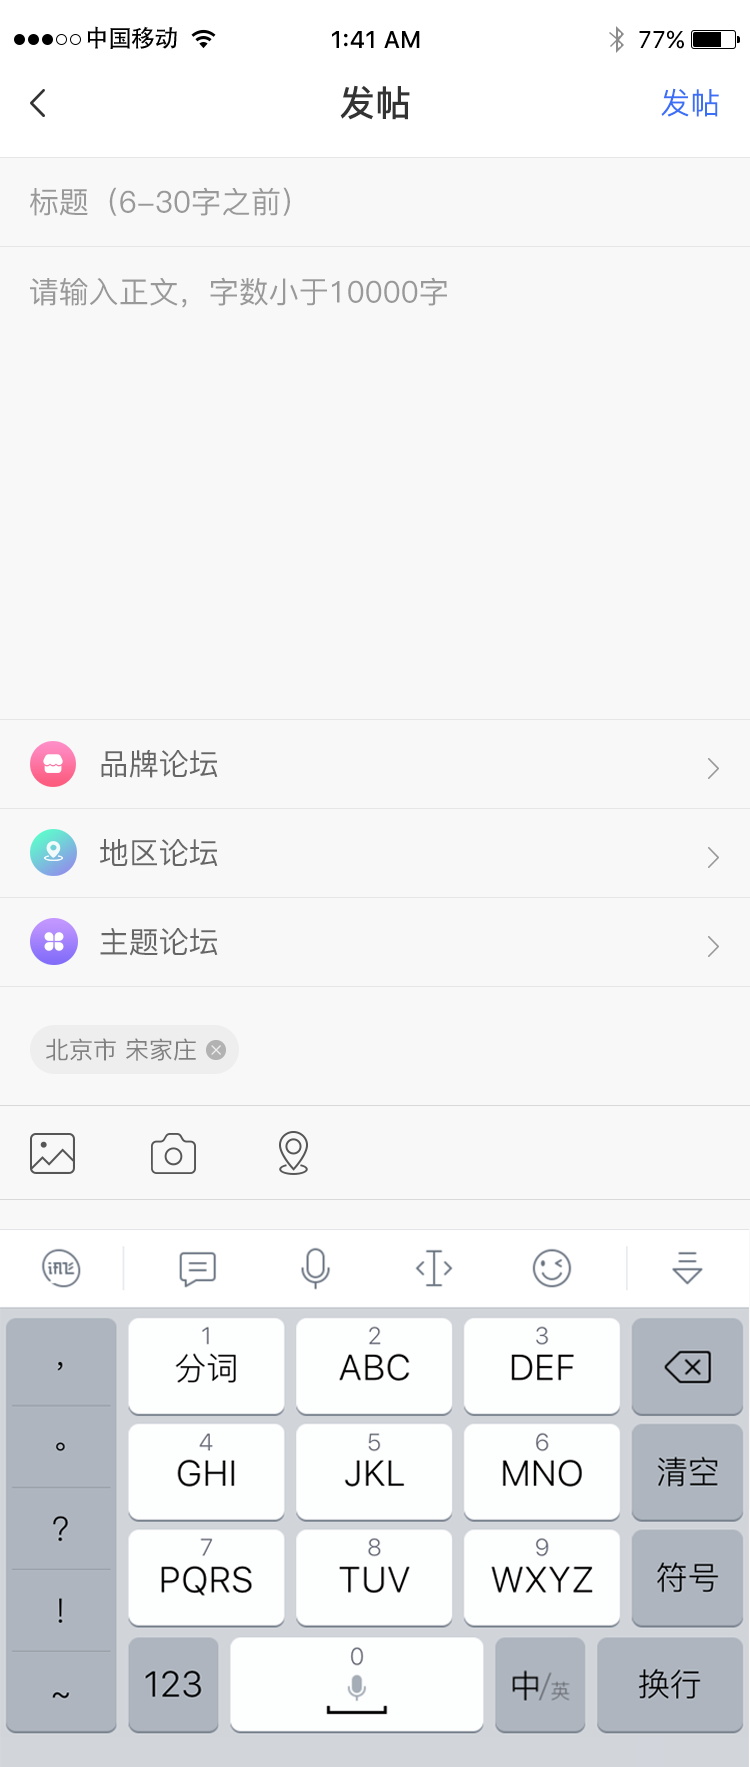 中国移动 1:41 AM 77%
发帖 发帖
标题（6-30字之前）
请输入正文，字数小于10000字
品牌论坛
地区论坛
主题论坛
北京市 宋家庄
， 1 分词 2 ABC 3 DEF
。 4 GHI 5 JKL 6 MNO 清空
? 7 PQRS 8 TUV 9 WXYZ 符号
!
~ 123 0 中/英 换行